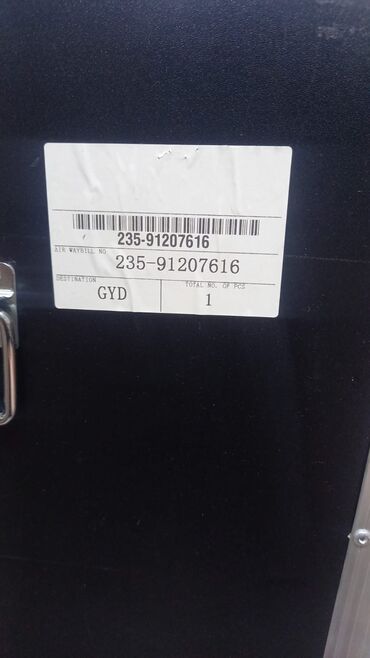 235-91207616
AIR WAYBILL NO.
235-91207616
DESTINATION
TOTAL NO. OF PCS
GYD
1